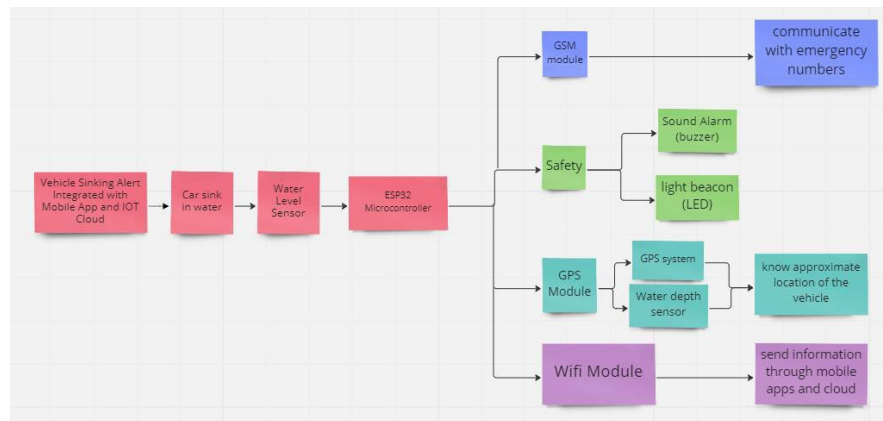 GSM
module
communicate
with emergency
numbers
Sound Alarm
(buzzer)
Safety
light beacon
(LED)
Vehicle Sinking Alert
Integrated with
Mobile App and IOT
Cloud
Car sink
in water
Water
Level
Sensor
ESP32
Microcontroller
GPS
Module
GPS system
Water depth
sensor
know approximate
location of the
vehicle
Wifi Module
send information
through mobile
apps and cloud